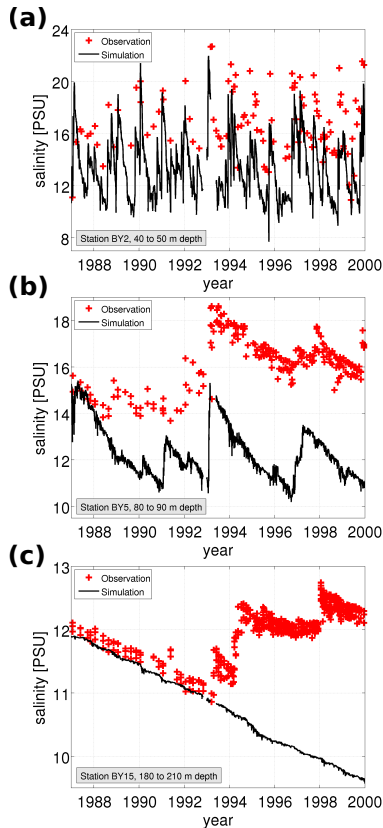 (a)
24
20
16
12
8
salinity [PSU]
Observation
Simulation
Station BY2, 40 to 50 m depth
1988 1990 1992 1994 1996 1998 2000
year
(b)
18
16
14
12
10
salinity [PSU]
Observation
Simulation
Station BY5, 80 to 90 m depth
1988 1990 1992 1994 1996 1998 2000
year
(c)
13
12
11
10
salinity [PSU]
Observation
Simulation
Station BY15, 180 to 210 m depth
1988 1990 1992 1994 1996 1998 2000
year